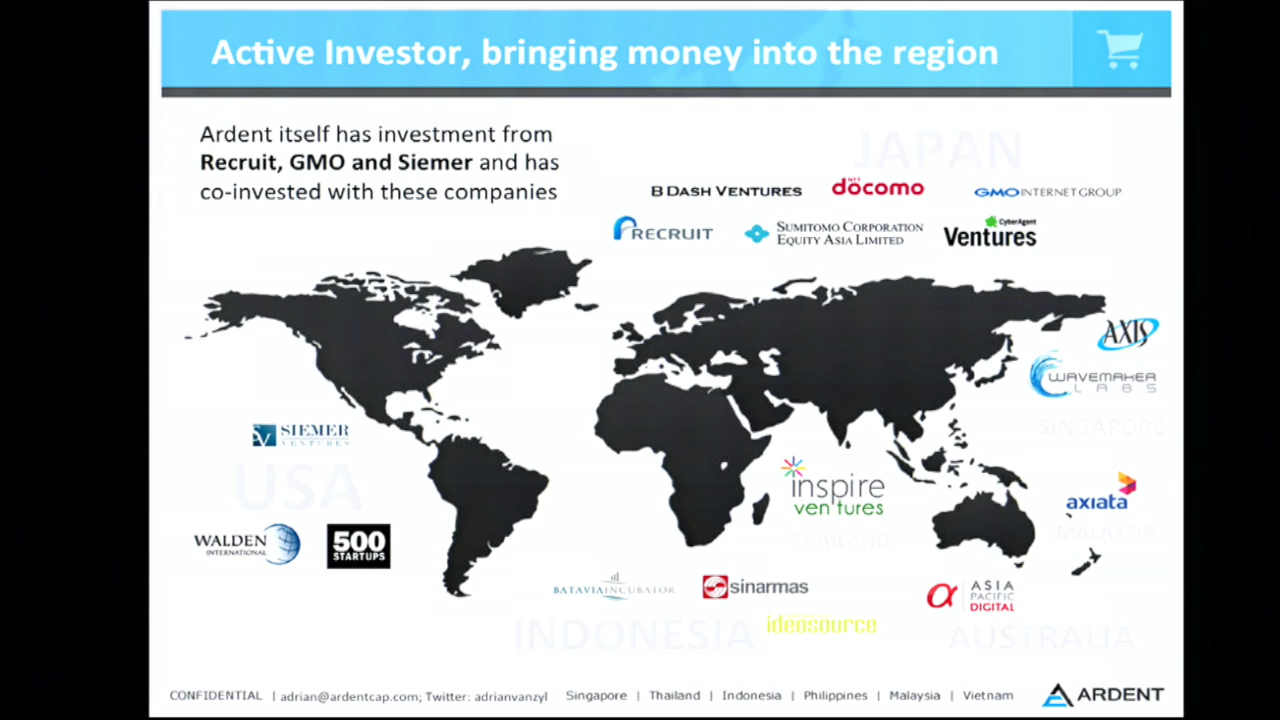 Active Investor, bringing money into the region
Ardent itself has investment from
Recruit, GMO and Siemer and has
co-invested with these companies
JAPAN
B DASH VENTURES
NTT
docomo
GMO INTERNET GROUP
RECRUIT
SUMITOMO CORPORATION
EQUITY ASIA LIMITED
CyberAgent
Ventures
AXIS
WAVEMAKER
LABS
SINGAPORE
SIEMER
VENTURES
USA
WALDEN
INTERNATIONAL
500
STARTUPS
inspire
ventures
THAILAND
axiata
MALAYSIA
BATAVIA INCUBATOR
sinarmas
ideosource
INDONESIA
ASIA
PACIFIC
DIGITAL
AUSTRALIA
CONFIDENTIAL | adrian@ardentcap.com; Twitter: adrianvanzyl Singapore | Thailand | Indonesia | Philippines | Malaysia | Vietnam
ARDENT